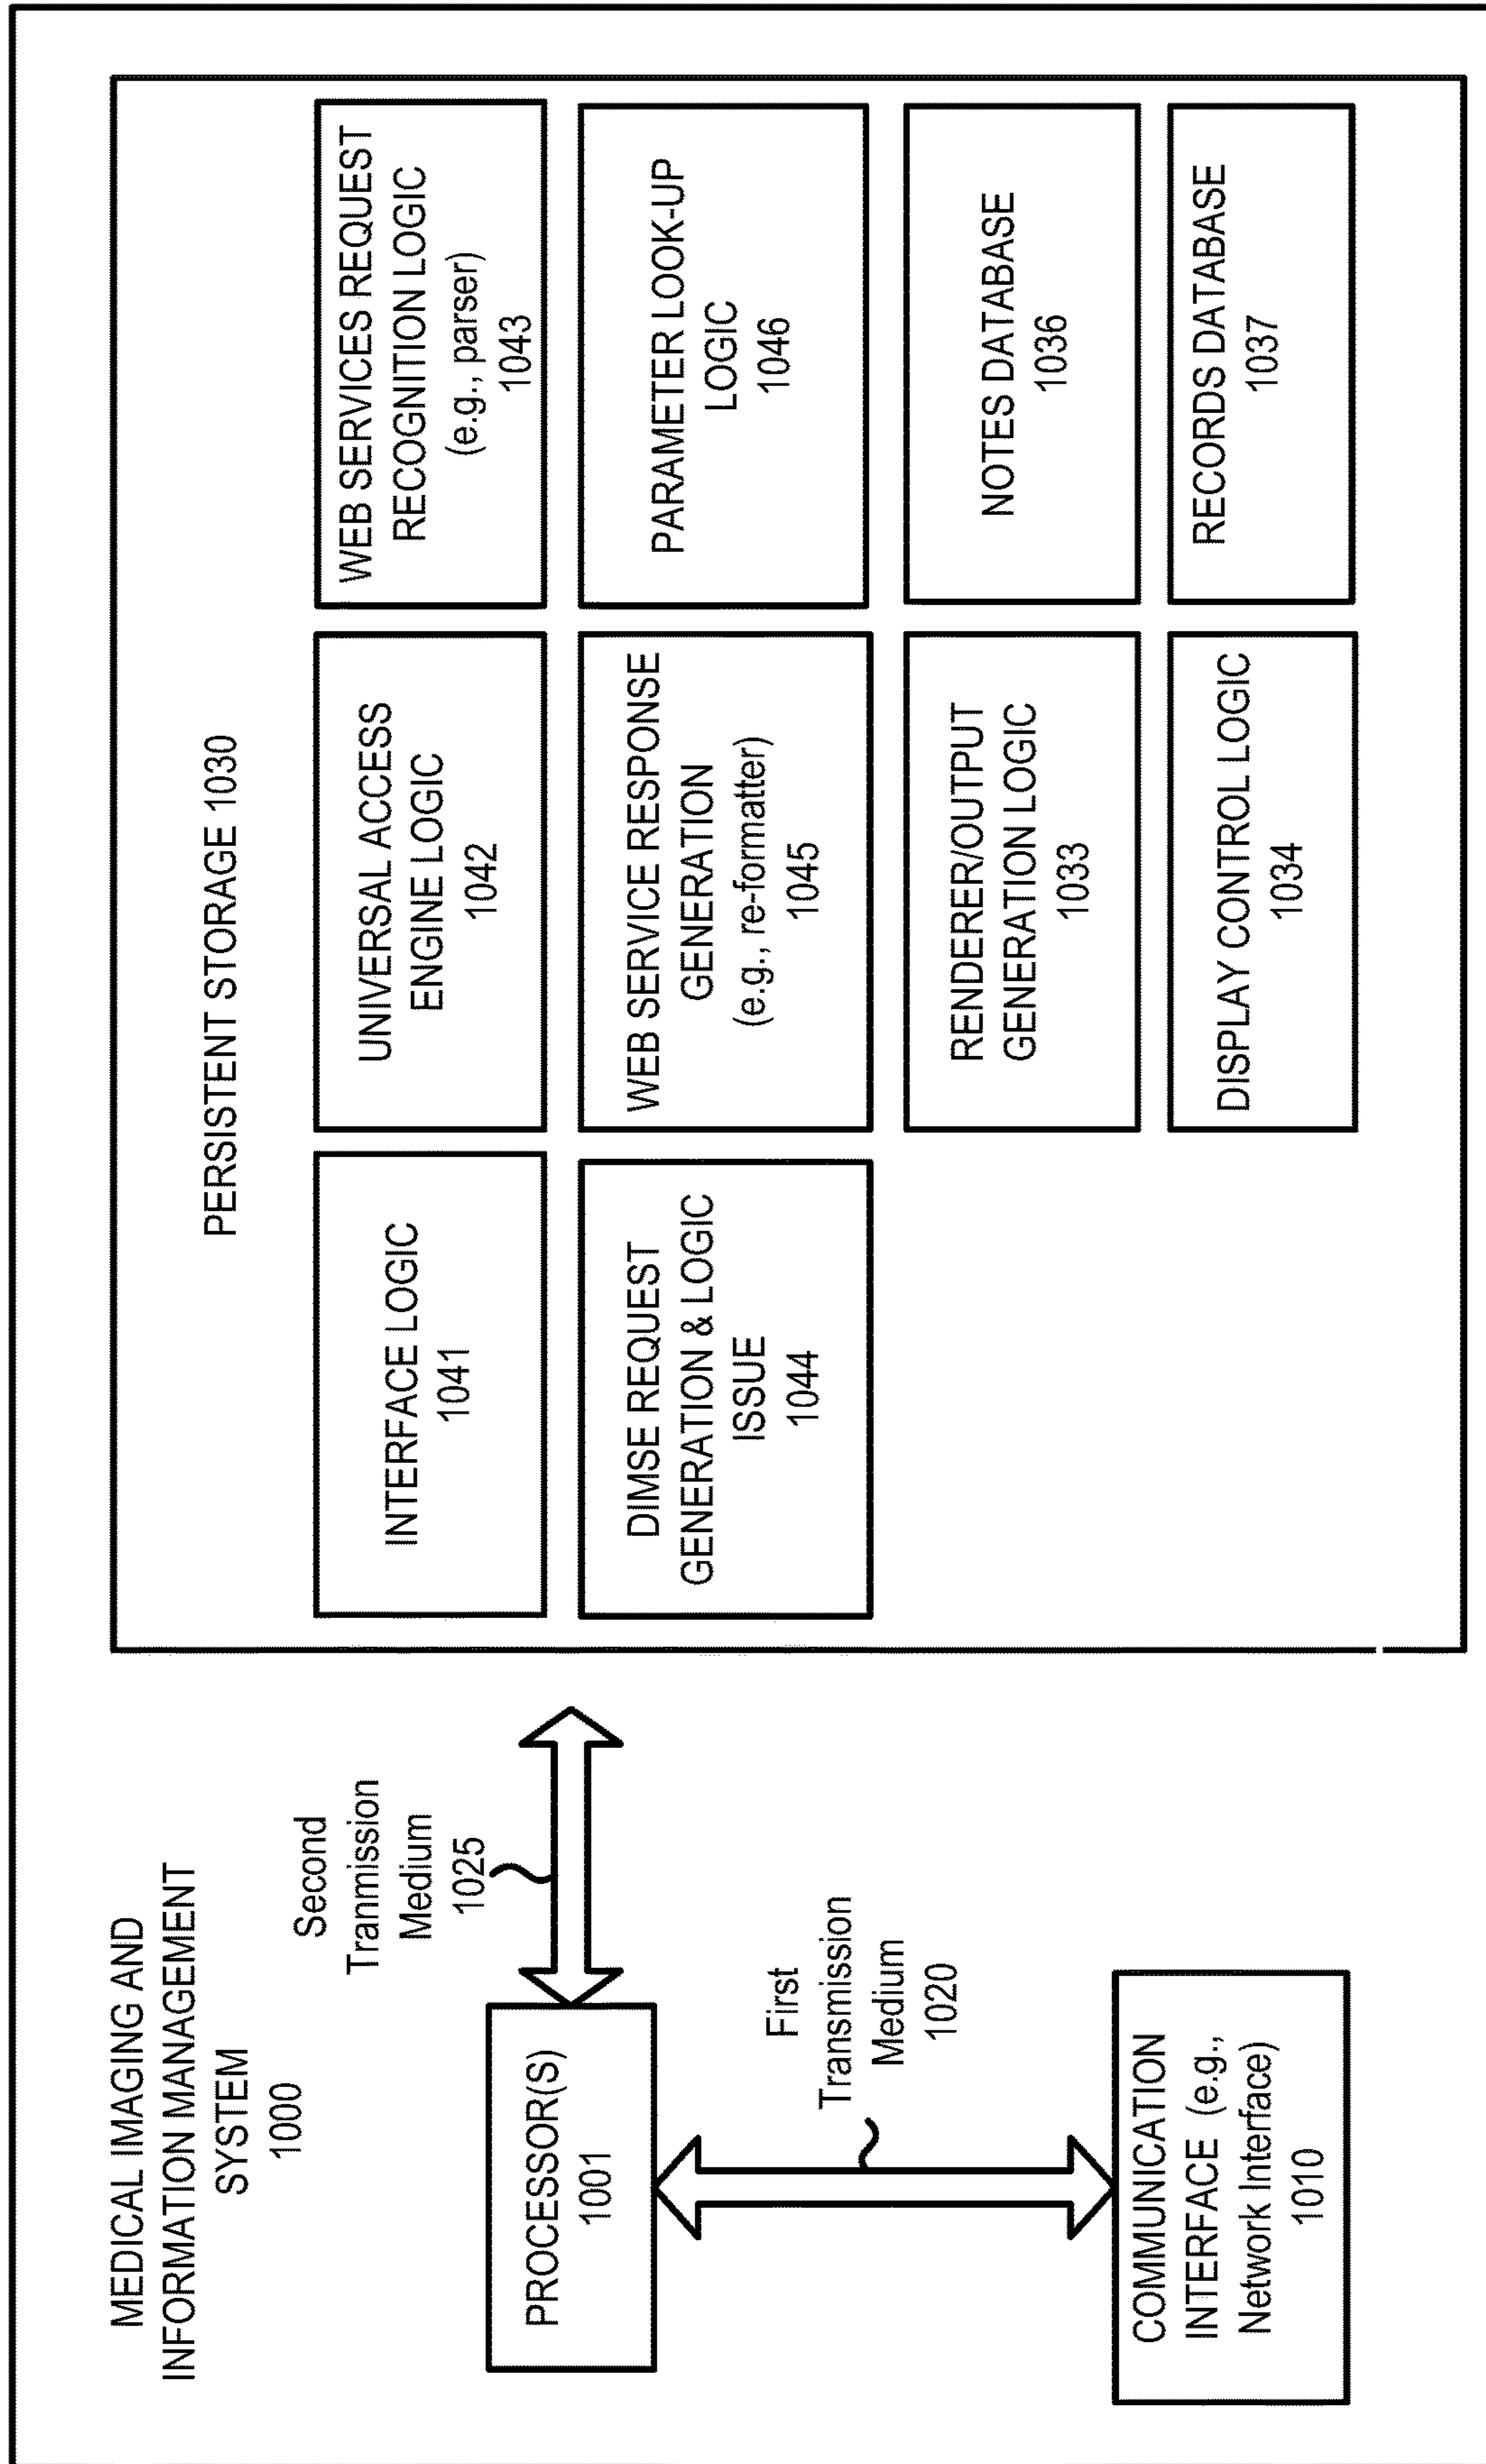 MEDICAL IMAGING AND
INFORMATION MANAGEMENT
SYSTEM
1000
PROCESSOR(S)
1001
Second
Tranmission
Medium
1025
First
Transmission
Medium
1020
COMMUNICATION
INTERFACE (e.g.,
Network Interface)
1010
PERSISTENT STORAGE 1030
INTERFACE LOGIC
1041
UNIVERSAL ACCESS
ENGINE LOGIC
1042
WEB SERVICES REQUEST
RECOGNITION LOGIC
(e.g., parser)
1043
DIMSE REQUEST
GENERATION & LOGIC
ISSUE
1044
WEB SERVICE RESPONSE
GENERATION
(e.g., re-formatter)
1045
PARAMETER LOOK-UP
LOGIC
1046
RENDERER/OUTPUT
GENERATION LOGIC
1033
NOTES DATABASE
1036
DISPLAY CONTROL LOGIC
1034
RECORDS DATABASE
1037